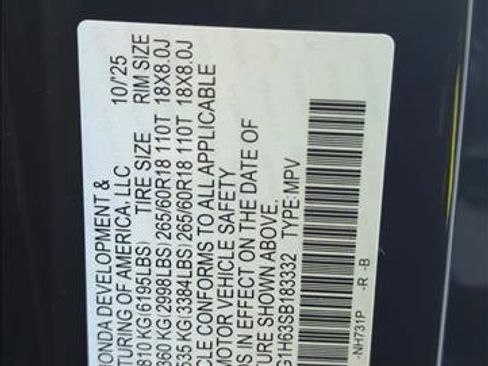 HONDA DEVELOPMENT & 10/'25
TURING OF AMERICA, LLC
810 KG(6195LBS) TIRE SIZE RIM SIZE
360 KG(2998LBS)265/60R18 110T 18X8.0J
535 KG(3384LBS)265/60R18 110T 18X8.0J
CLE CONFORMS TO ALL APPLICABLE
MOTOR VEHICLE SAFETY
DS IN EFFECT ON THE DATE OF
TURE SHOWN ABOVE.
G1H63SB183332 TYPE:MPV
-NH731P -R -B